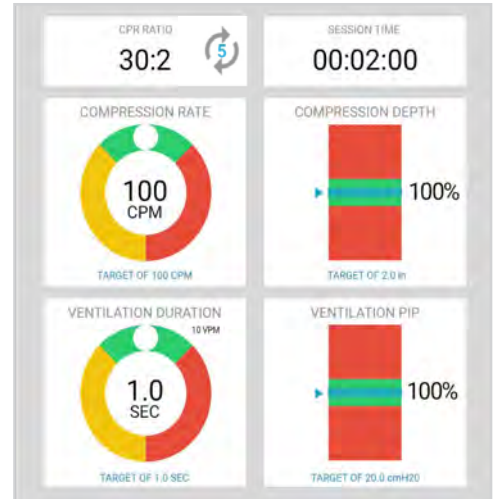 CPR RATIO
30:2
5
SESSION TIME
00:02:00
COMPRESSION RATE
100
CPM
TARGET OF 100 CPM
COMPRESSION DEPTH
100%
TARGET OF 2.0 in
VENTILATION DURATION
10 VPM
1.0
SEC
TARGET OF 1.0 SEC
VENTILATION PIP
100%
TARGET OF 20.0 cmH20